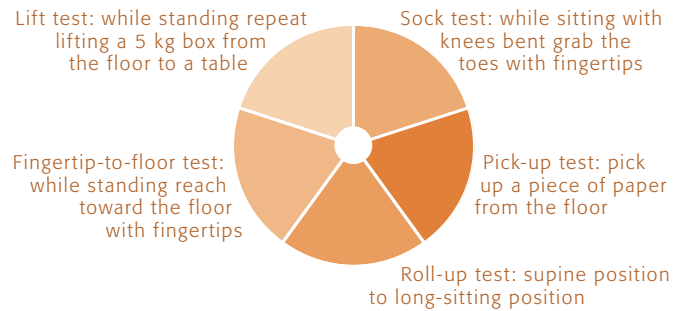 Lift test: while standing repeat
lifting a 5 kg box from
the floor to a table
Sock test: while sitting with
knees bent grab the
toes with fingertips
Fingertip-to-floor test:
while standing reach
toward the floor
with fingertips
Pick-up test: pick
up a piece of paper
from the floor
Roll-up test: supine position
to long-sitting position